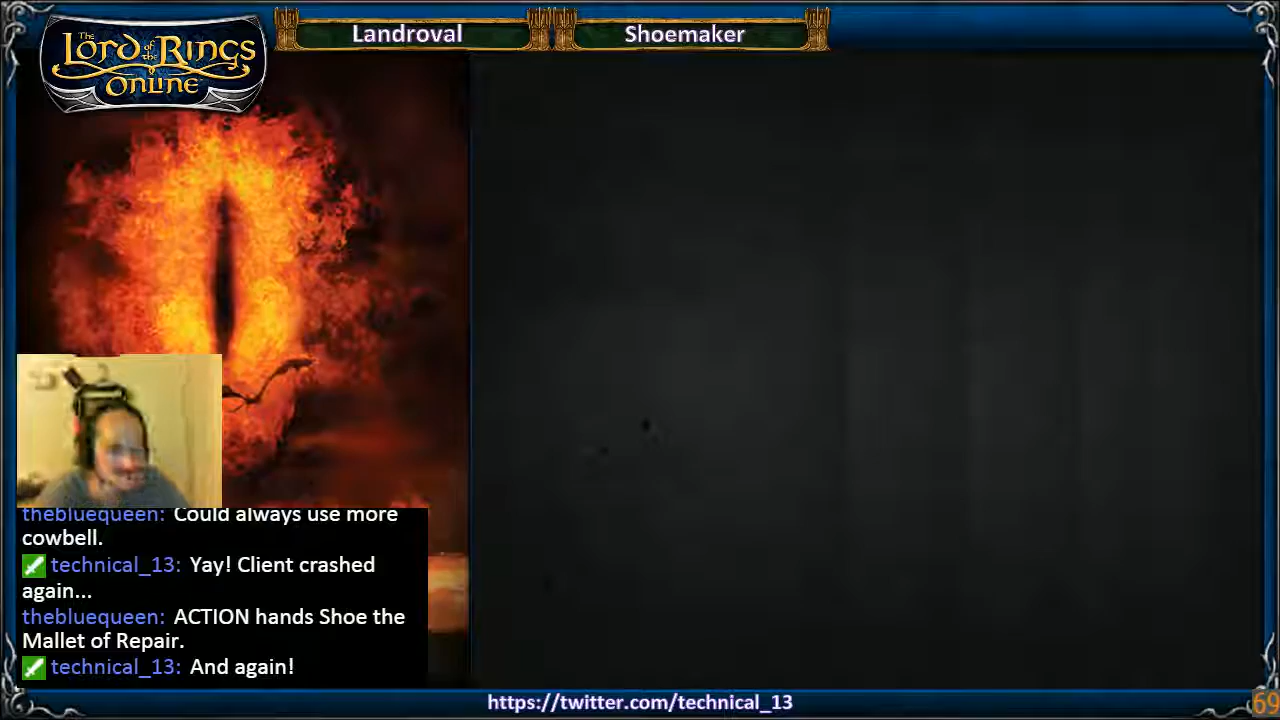 The Lord of the Rings Online
Landroval
Shoemaker
thebluequeen: Could always use more
cowbell.
technical_13: Yay! Client crashed
again...
thebluequeen: ACTION hands Shoe the
Mallet of Repair.
technical_13: And again!
https://twitter.com/technical_13
69